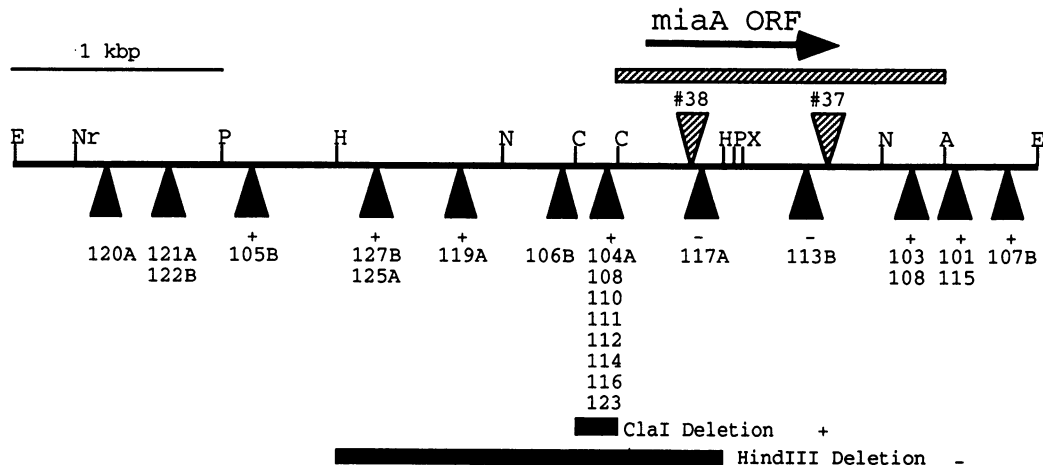 miaA ORF
1 kbp
#38 #37
E Nr P H N C C H P X N A E
+ + + + - - + + +
120A 121A 105B 127B 119A 106B 104A 117A 113B 103 101 107B
122B 125A 108 108 115
110
111
112
114
116
123
ClaI Deletion +
HindIII Deletion -